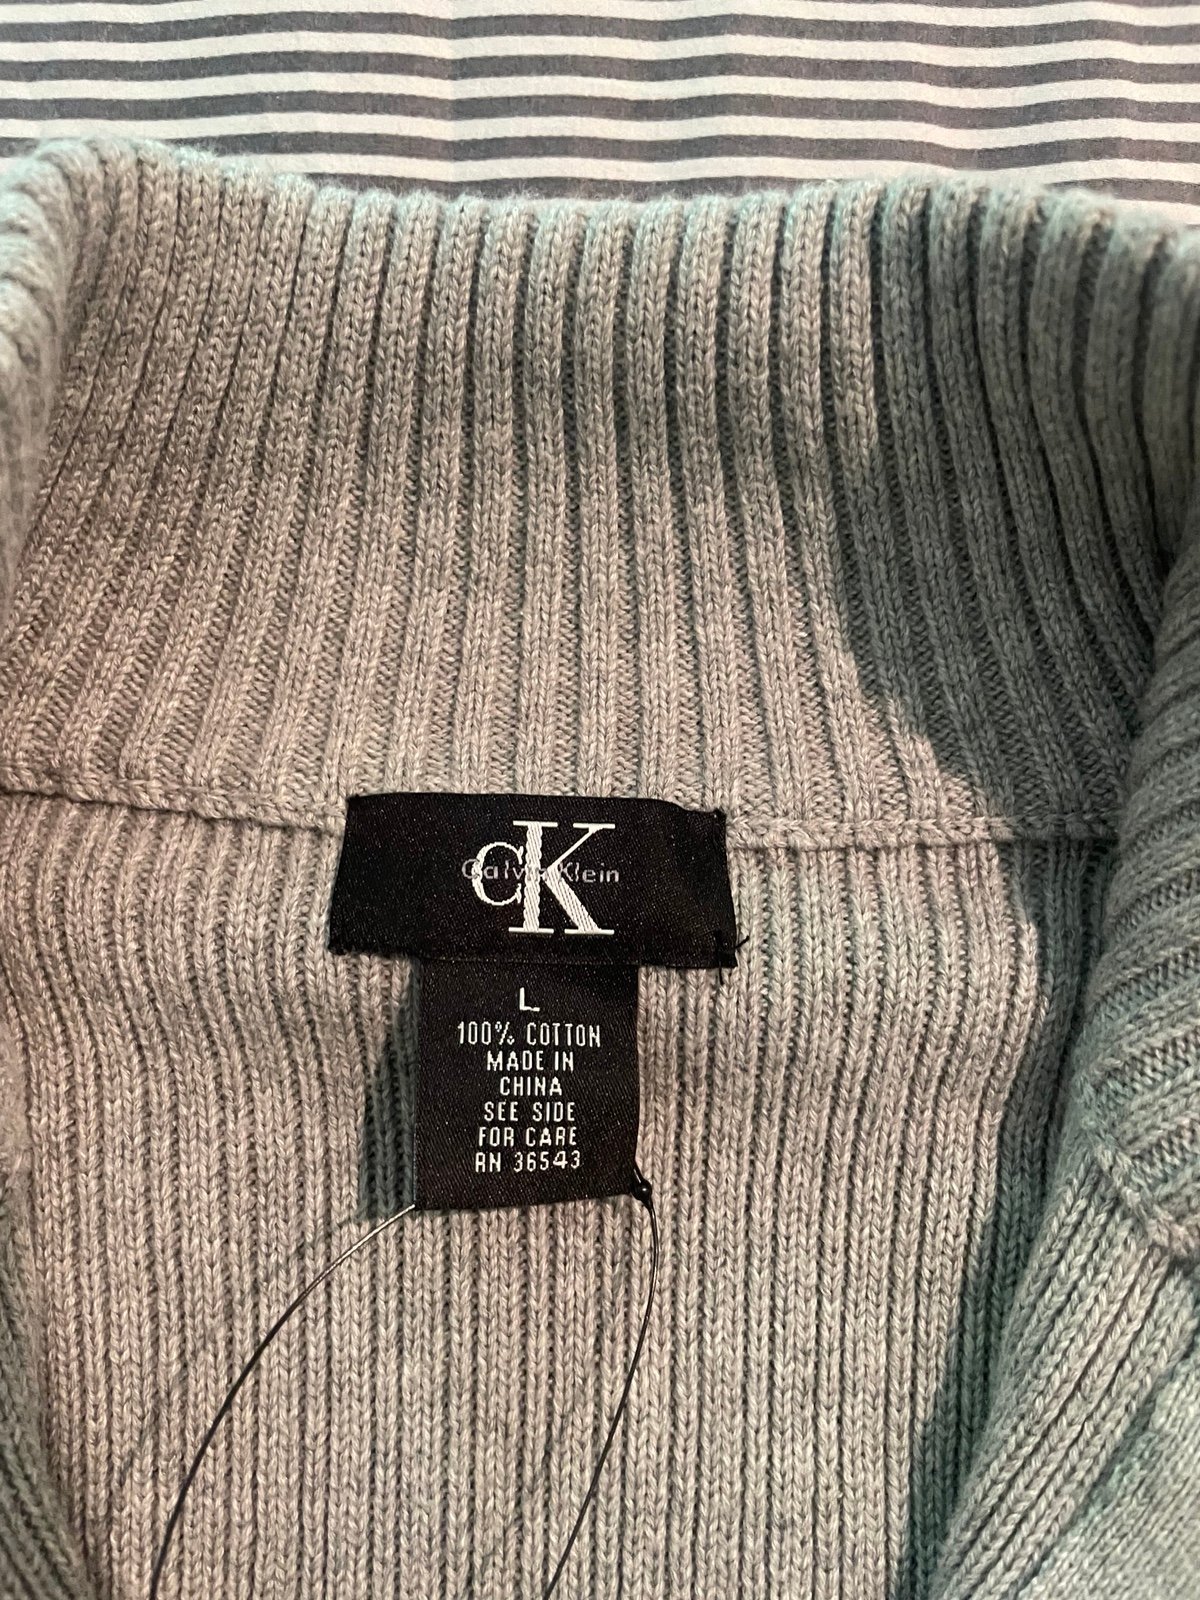 cK
Calvin Klein
L
100% COTTON
MADE IN
CHINA
SEE SIDE
FOR CARE
RN 36543